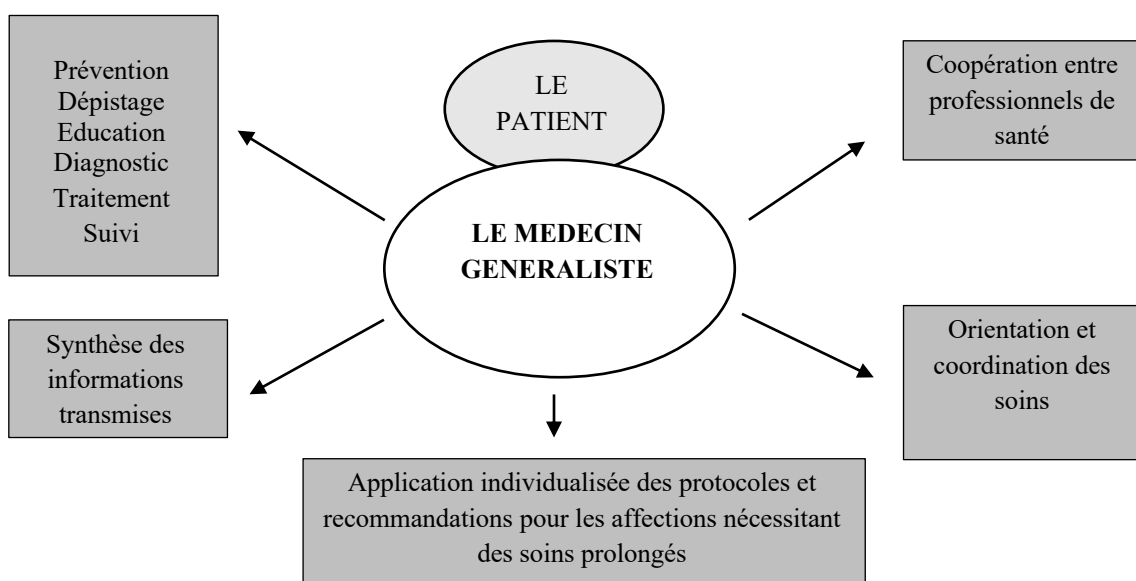 Prévention
Dépistage
Education
Diagnostic
Traitement
Suivi
LE
PATIENT
Coopération entre
professionnels de
santé
LE MEDECIN
GENERALISTE
Synthèse des
informations
transmises
Orientation et
coordination des
soins
Application individualisée des protocoles et
recommandations pour les affections nécessitant
des soins prolongés